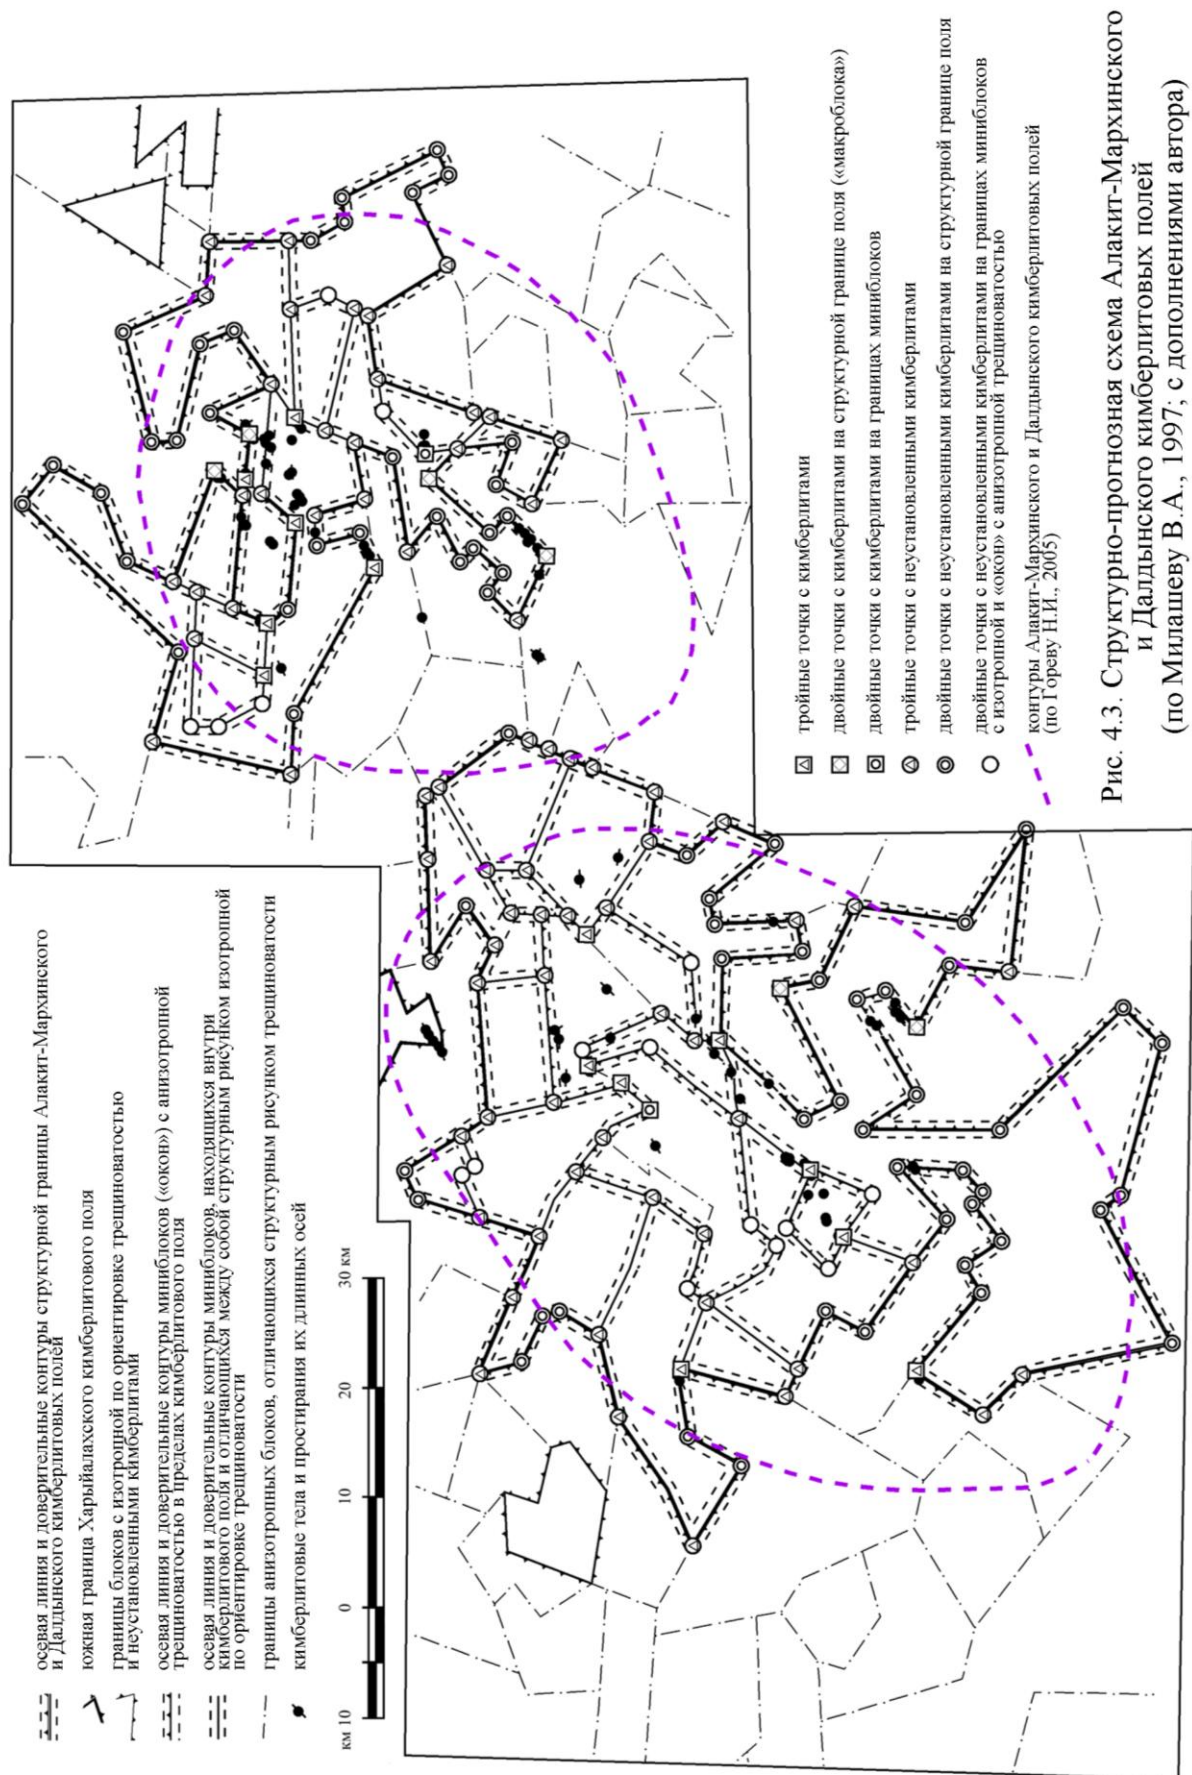 осевая линия и доверительные контуры структурной границы Алакит-Мархинского
и Далдынского кимберлитовых полей
южная граница Харыйалахского кимберлитового поля
границы блоков с изотропной по ориентировке трещиноватостью
и неустановленными кимберлитами
осевая линия и доверительные контуры миниблоков («окон») с анизотропной
трещиноватостью в пределах кимберлитового поля
осевая линия и доверительные контуры миниблоков, находящихся внутри
кимберлитового поля и отличающихся между собой структурным рисунком изотропной
по ориентировке трещиноватости
границы анизотропных блоков, отличающихся структурным рисунком трещиноватости
кимберлитовые тела и простирания их длинных осей
км 10 0 10 20 30 км
тройные точки с кимберлитами
двойные точки с кимберлитами на структурной границе поля («макроблока»)
двойные точки с кимберлитами на границах миниблоков
тройные точки с неустановленными кимберлитами
двойные точки с неустановленными кимберлитами на структурной границе поля
двойные точки с неустановленными кимберлитами на границах миниблоков
с изотропной и «окон» с анизотропной трещиноватостью
контуры Алакит-Мархинского и Далдынского кимберлитовых полей
(по Гореву Н.И., 2005)
Рис. 4.3. Структурно-прогнозная схема Алакит-Мархинского
и Далдынского кимберлитовых полей
(по Милашеву В.А., 1997; с дополнениями автора)